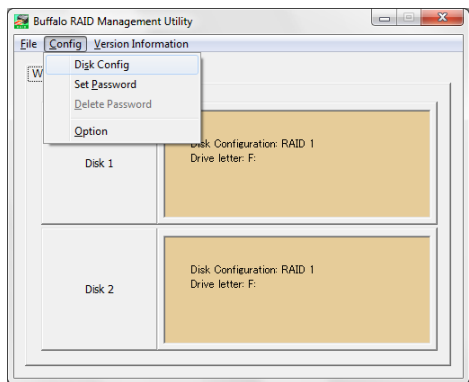 Buffalo RAID Management Utility
File Config Version Information
W
Disk Config
Set Password
Delete Password
Option
Disk 1
Disk Configuration: RAID 1
Drive letter: F:
Disk 2
Disk Configuration: RAID 1
Drive letter: F: